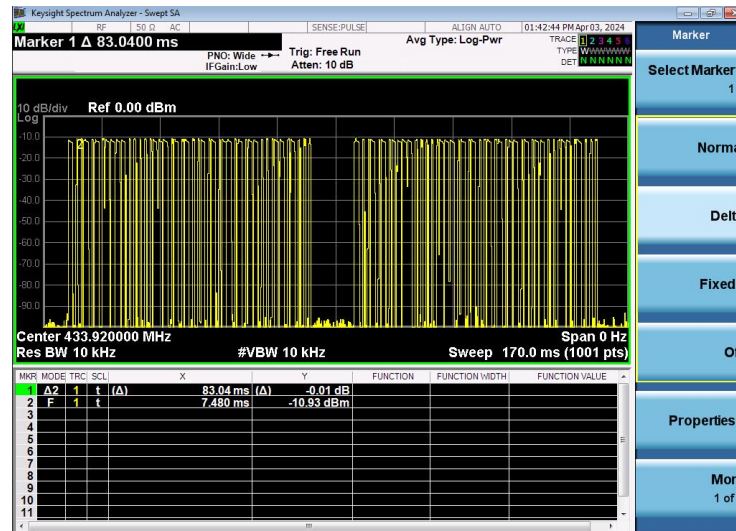 Keysight Spectrum Analyzer - Swept SA
LXI RF 50 Ω AC SENSE:PULSE ALIGN AUTO 01:42:44 PM Apr 03, 2024
Marker 1 Δ 83.0400 ms
PNO: Wide
IFGain:Low
Trig: Free Run
Atten: 10 dB
Avg Type: Log-Pwr
TRACE 1 2 3 4 5 6
TYPE WWWWWW
DET N N N N N N
10 dB/div Ref 0.00 dBm
Log
-10.0
-20.0
-30.0
-40.0
-50.0
-60.0
-70.0
-80.0
-90.0
2
Center 433.920000 MHz Span 0 Hz
Res BW 10 kHz #VBW 10 kHz Sweep 170.0 ms (1001 pts)
MKR MODE TRC SCL X Y FUNCTION FUNCTION WIDTH FUNCTION VALUE
1 Δ2 1 t (Δ) 83.04 ms (Δ) -0.01 dB
2 F 1 t 7.480 ms -10.93 dBm
3
4
5
6
7
8
9
10
11
Marker
Select Marker
1
Norma
Delt
Fixed
O
Properties
Mor
1 of